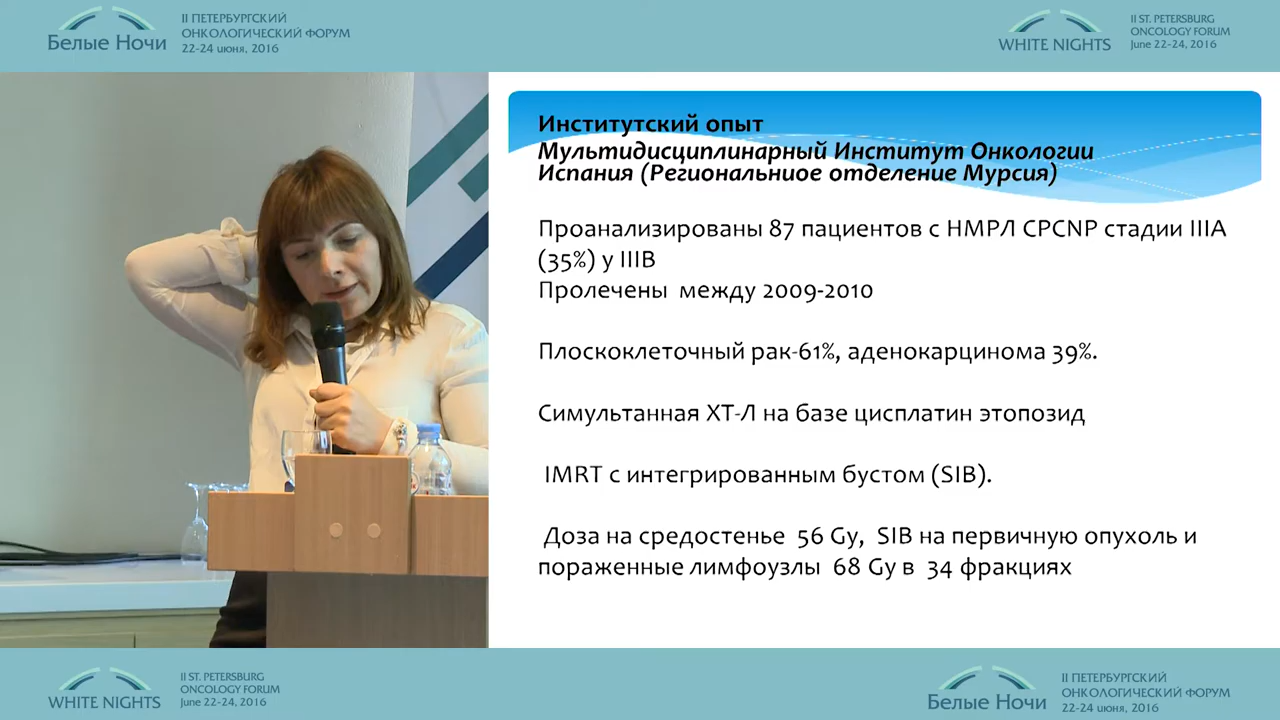 Белые Ночи
II ПЕТЕРБУРГСКИЙ
ОНКОЛОГИЧЕСКИЙ ФОРУМ
22-24 июня, 2016
WHITE NIGHTS
II ST. PETERSBURG
ONCOLOGY FORUM
June 22-24, 2016
Институтский опыт
Мультидисциплинарный Институт Онкологии
Испания (Региональниое отделение Мурсия)
Проанализированы 87 пациентов с НМРЛ CPCNP стадии IIIA
(35%) у IIIB
Пролечены между 2009-2010
Плоскоклеточный рак-61%, аденокарцинома 39%.
Симультанная ХТ-Л на базе цисплатин этопозид
IMRT с интегрированным бустом (SIB).
Доза на средостенье 56 Gy, SIB на первичную опухоль и
пораженные лимфоузлы 68 Gy в 34 фракциях
WHITE NIGHTS
II ST. PETERSBURG
ONCOLOGY FORUM
June 22-24, 2016
Белые Ночи
II ПЕТЕРБУРГСКИЙ
ОНКОЛОГИЧЕСКИЙ ФОРУМ
22-24 июня, 2016